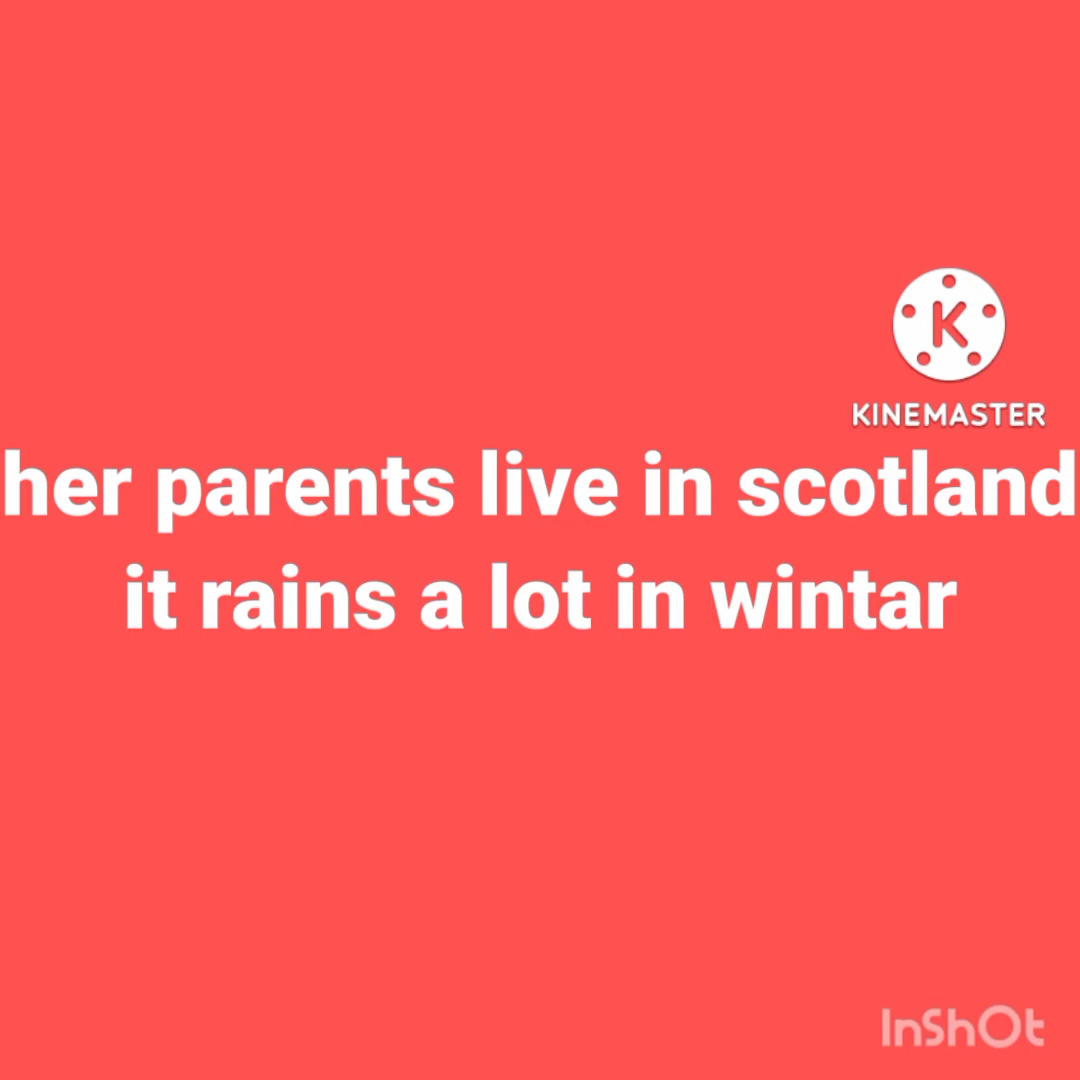 K
KINEMASTER
her parents live in scotland
it rains a lot in wintar
InShOt